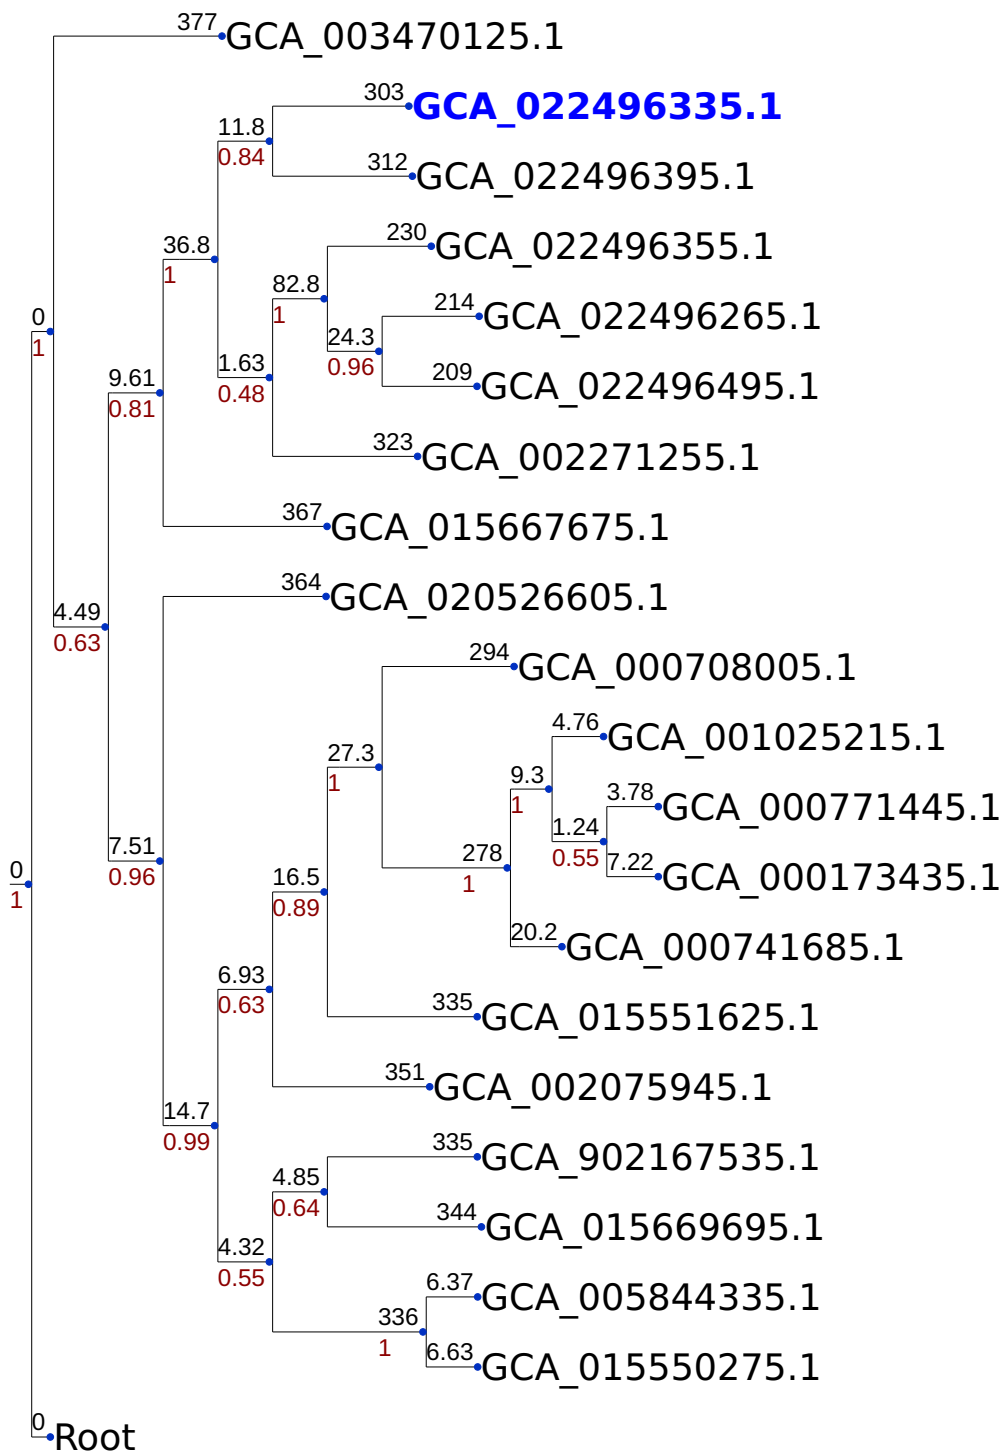 377
GCA_003470125.1
303
GCA_022496335.1
11.8
0.84
312
GCA_022496395.1
230
GCA_022496355.1
36.8
1
82.8
1
214
GCA_022496265.1
0
1
24.3
0.96
1.63
0.48
209
GCA_022496495.1
9.61
0.81
323
GCA_002271255.1
367
GCA_015667675.1
364
GCA_020526605.1
4.49
0.63
294
GCA_000708005.1
4.76
GCA_001025215.1
27.3
1
9.3
1
3.78
GCA_000771445.1
1.24
0.55
7.51
0.96
278
1
7.22
GCA_000173435.1
0
1
16.5
0.89
20.2
GCA_000741685.1
6.93
0.63
335
GCA_015551625.1
351
GCA_002075945.1
14.7
0.99
335
GCA_902167535.1
4.85
0.64
344
GCA_015669695.1
4.32
0.55
6.37
GCA_005844335.1
336
1
6.63
GCA_015550275.1
0
Root